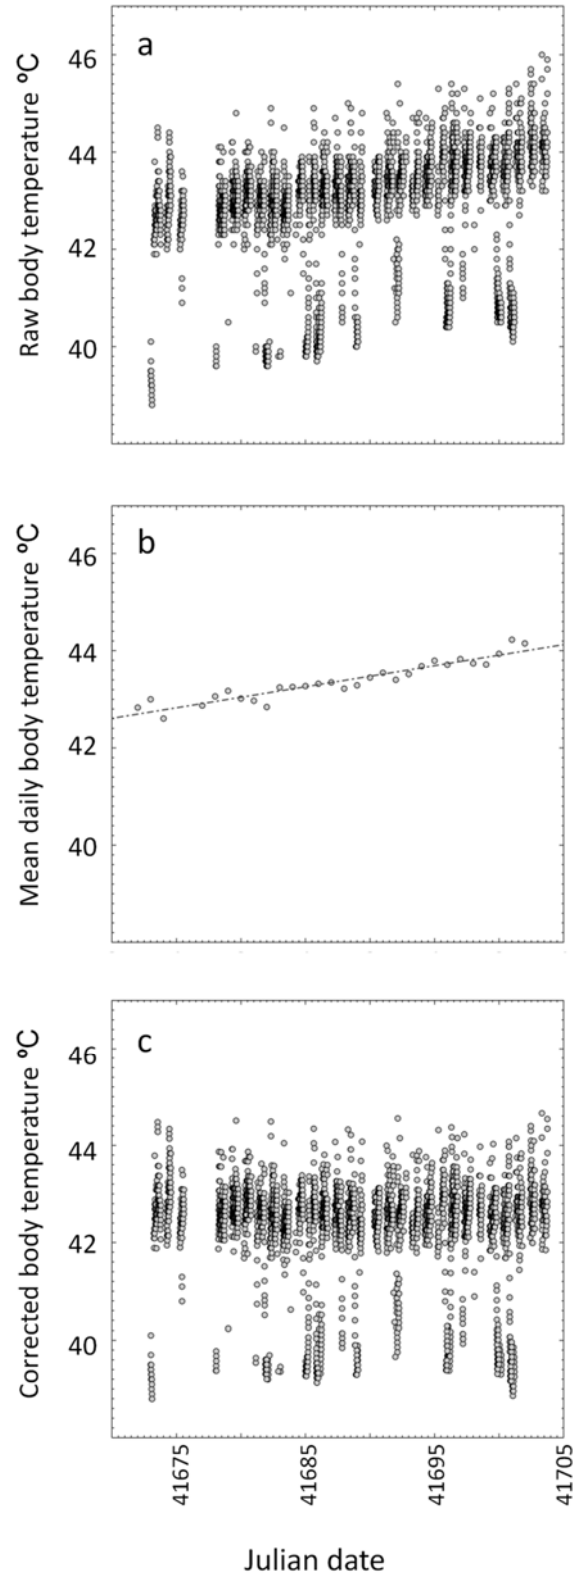 a
Raw body temperature ºC
46
44
42
40
b
Mean daily body temperature ºC
46
44
42
40
c
Corrected body temperature ºC
46
44
42
40
41675
41685
41695
41705
Julian date